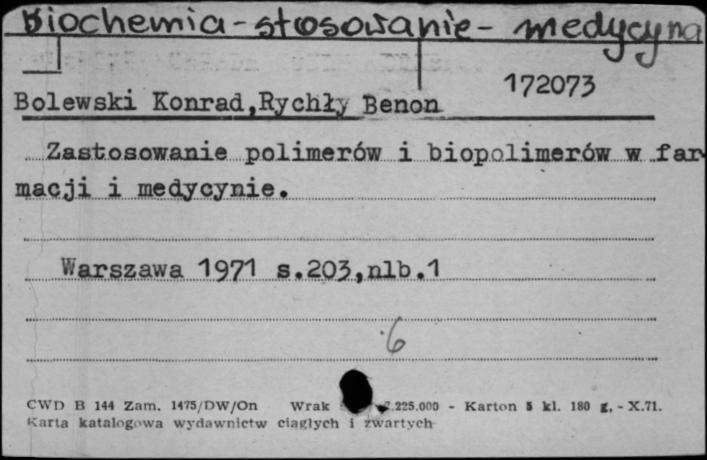 Biochemia - stosowanie - medycyna
172073
Bolewski Konrad,Rychły Benon
Zastosowanie polimerów i biopolimerów w far-
macji i medycynie.
Warszawa 1971 s.203,nlb.1
6
CWD B 144 Zam. 1475/DW/On Wrak .225.000 - Karton 5 kl. 180 g, - X.71.
Karta katalogowa wydawnictw ciągłych i zwartych